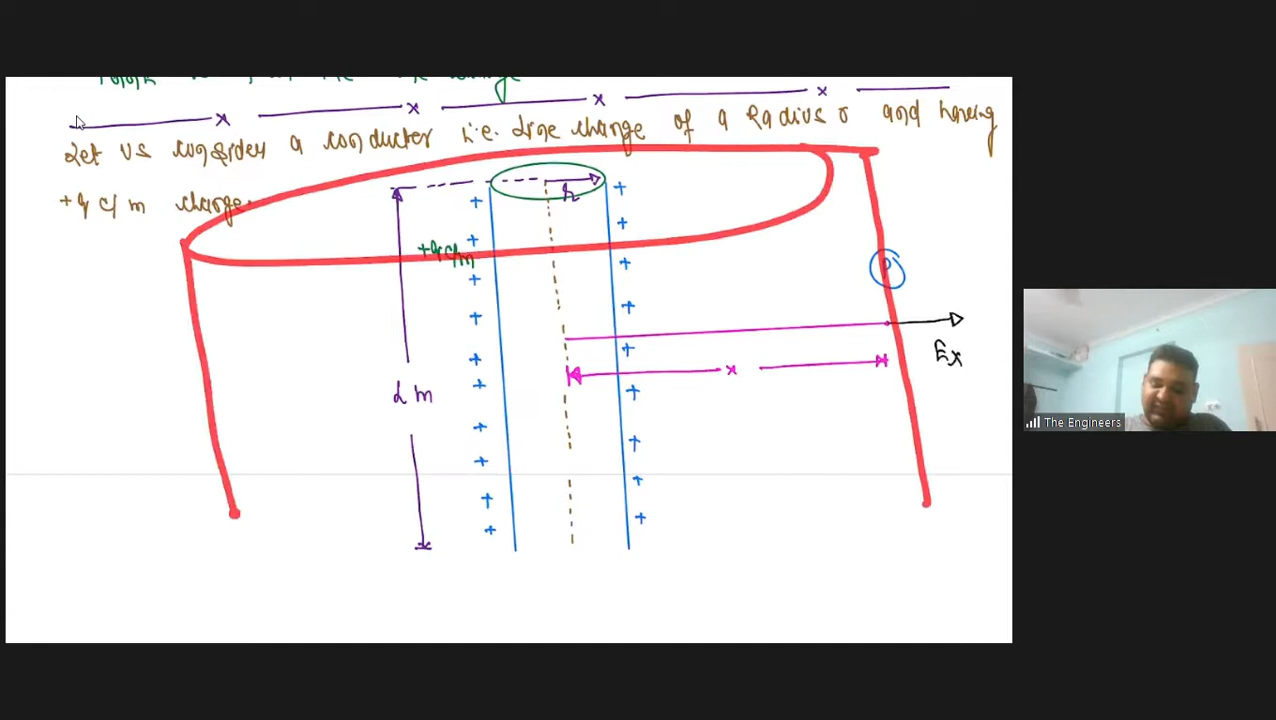 Let us consider a conductor i.e. line charge of a Radius r and having
+q c/m charge.
r
+q c/m
P
Ex
x
L m
The Engineers